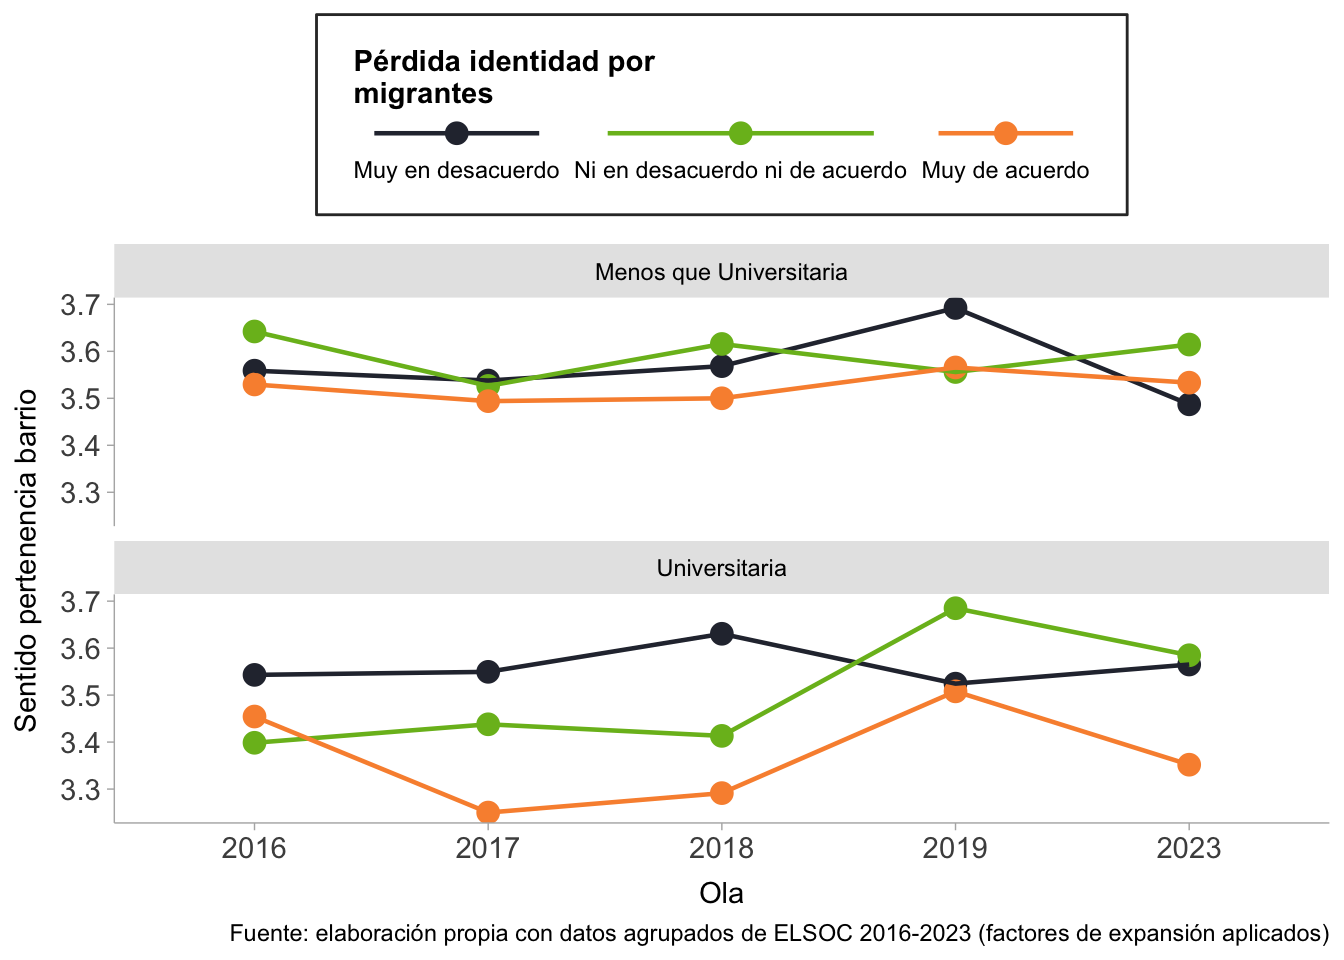 Pérdida identidad por
migrantes
Muy en desacuerdo Ni en desacuerdo ni de acuerdo Muy de acuerdo
Menos que Universitaria
3.7
3.6
3.5
3.4
3.3
Sentido pertenencia barrio
Universitaria
3.7
3.6
3.5
3.4
3.3
2016 2017 2018 2019 2023
Ola
Fuente: elaboración propia con datos agrupados de ELSOC 2016-2023 (factores de expansión aplicados)